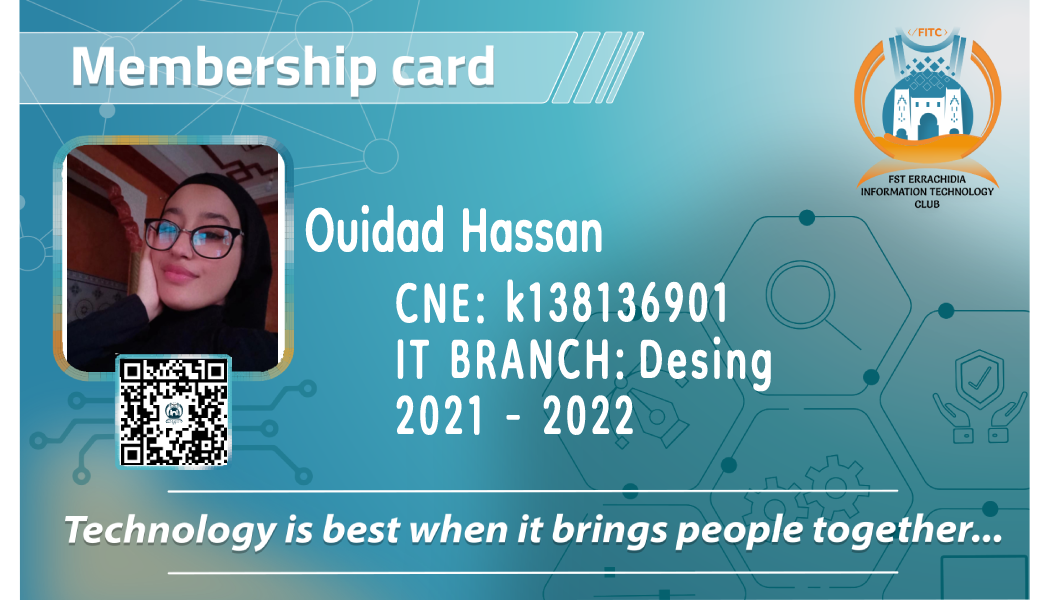 Membership card
</FITC>
FST ERRACHIDIA
INFORMATION TECHNOLOGY
CLUB
Ouidad Hassan
CNE: k138136901
IT BRANCH: Desing
2021 - 2022
Technology is best when it brings people together...